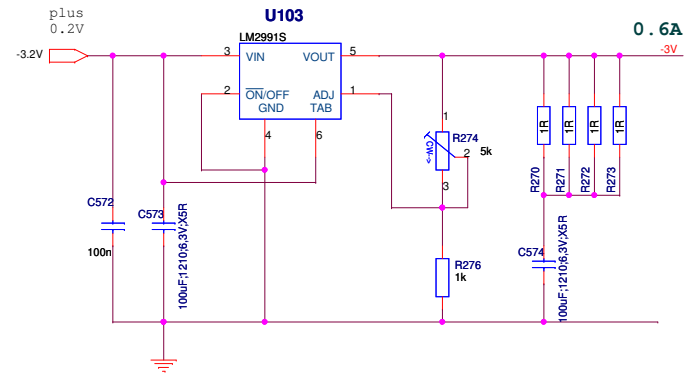 plus
0.2V
U103
0.6A
LM2991S
-3.2V
-3V
3
VIN
VOUT
5
2
ON/OFF
ADJ
1
GND
TAB
4
6
1
R274
2
5k
CW->
3
1R
1R
1R
1R
R270
R271
R272
R273
C572
100n
C573
100uF;1210;6,3V;X5R
R276
1k
C574
100uF;1210;6,3V;X5R